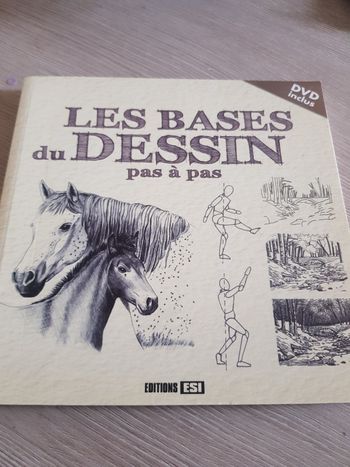 DVD
inclus
LES BASES
du DESSIN
pas à pas
EDITIONS ESI